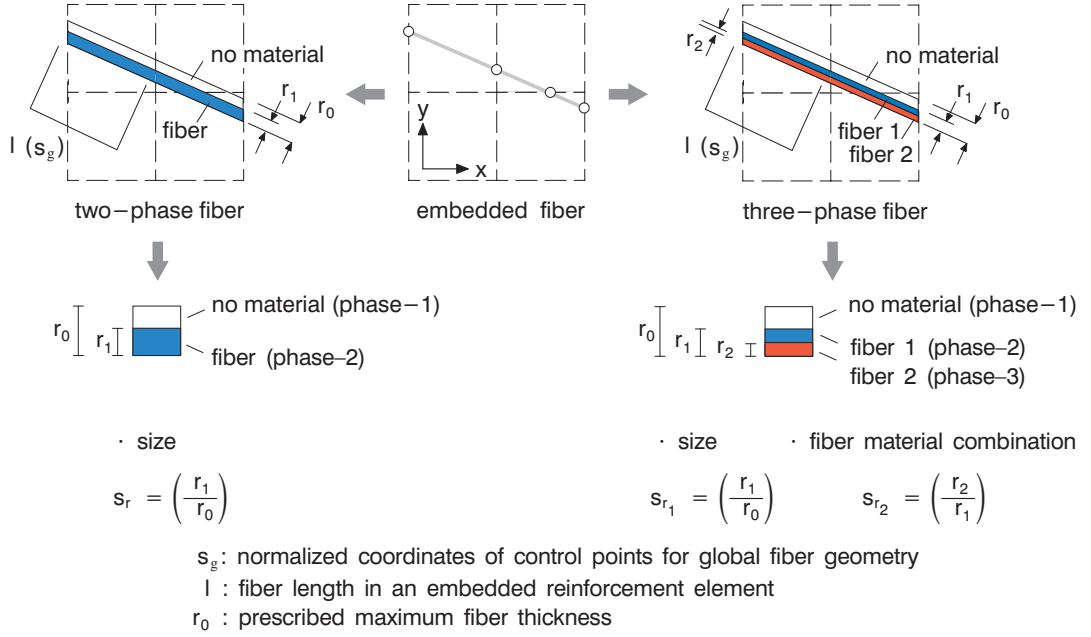 no material
r1
r0
fiber
l (sg)
two–phase fiber
y
x
embedded fiber
r2
no material
r1
r0
fiber 1
fiber 2
l (sg)
three–phase fiber
r0
r1
no material (phase–1)
fiber (phase–2)
r0
r1
r2
no material (phase–1)
fiber 1 (phase–2)
fiber 2 (phase–3)
· size
sr = (r1/r0)
· size
· fiber material combination
sr1 = (r1/r0)
sr2 = (r2/r1)
sg: normalized coordinates of control points for global fiber geometry
l : fiber length in an embedded reinforcement element
r0 : prescribed maximum fiber thickness